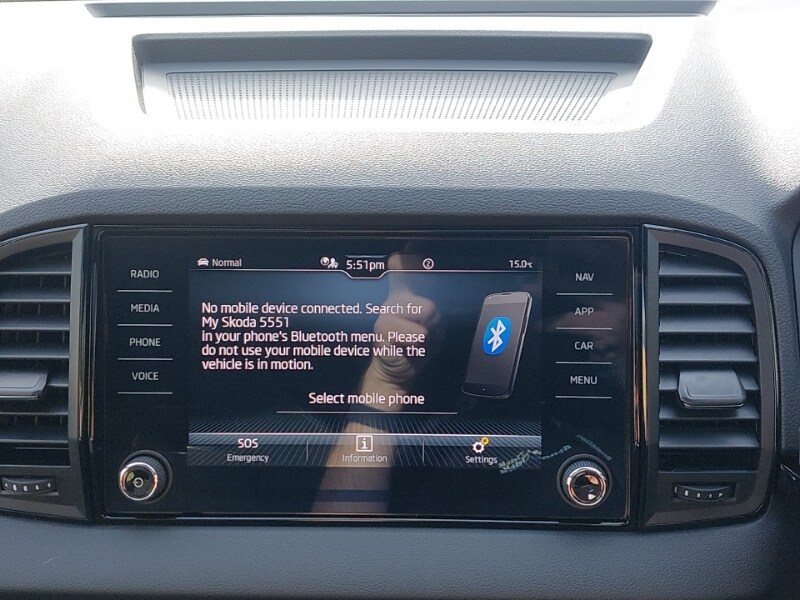 Normal 5:51pm 15.0°C
RADIO
MEDIA
PHONE
VOICE
No mobile device connected. Search for
My Skoda 5551
in your phone's Bluetooth menu. Please
do not use your mobile device while the
vehicle is in motion.
Select mobile phone
SOS
Emergency
Information
Settings
NAV
APP
CAR
MENU